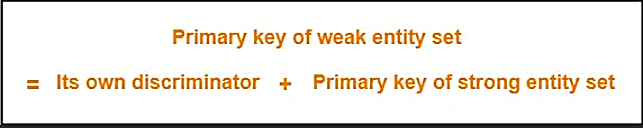 Primary key of weak entity set
= Its own discriminator + Primary key of strong entity set